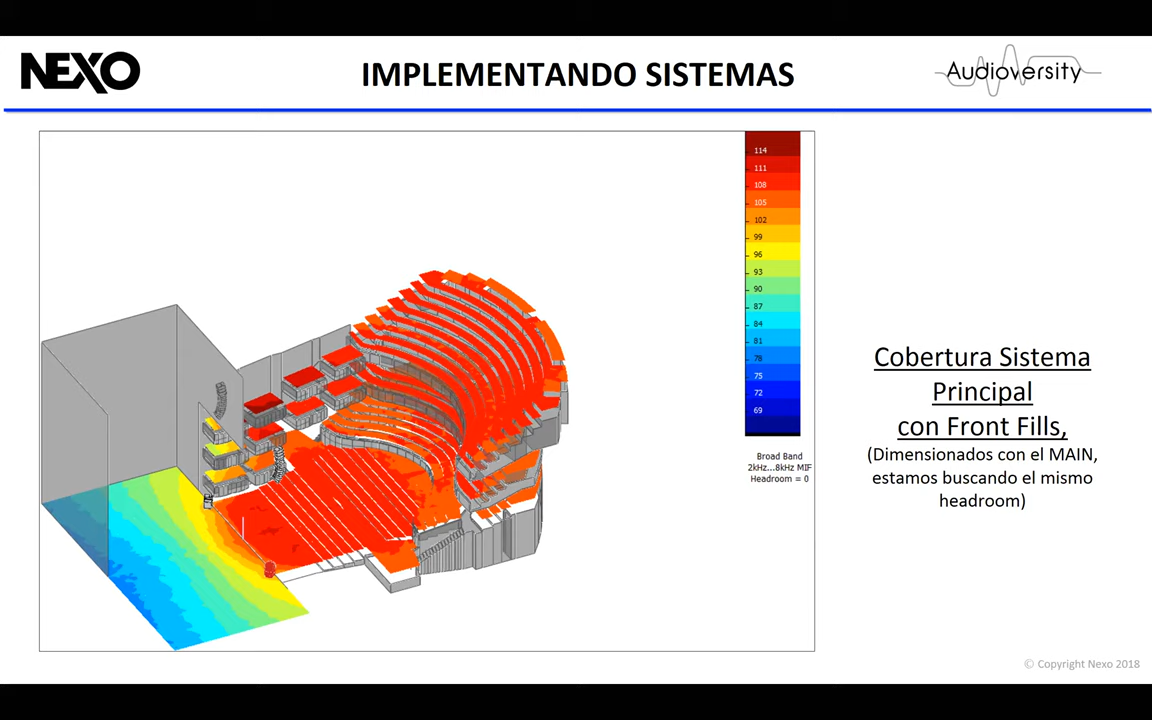 NEXO
IMPLEMENTANDO SISTEMAS
Audioversity
114
111
108
105
102
99
96
93
90
87
84
81
78
75
72
69
Broad Band
2kHz...8kHz MIF
Headroom = 0
Cobertura Sistema
Principal
con Front Fills,
(Dimensionados con el MAIN,
estamos buscando el mismo
headroom)
© Copyright Nexo 2018